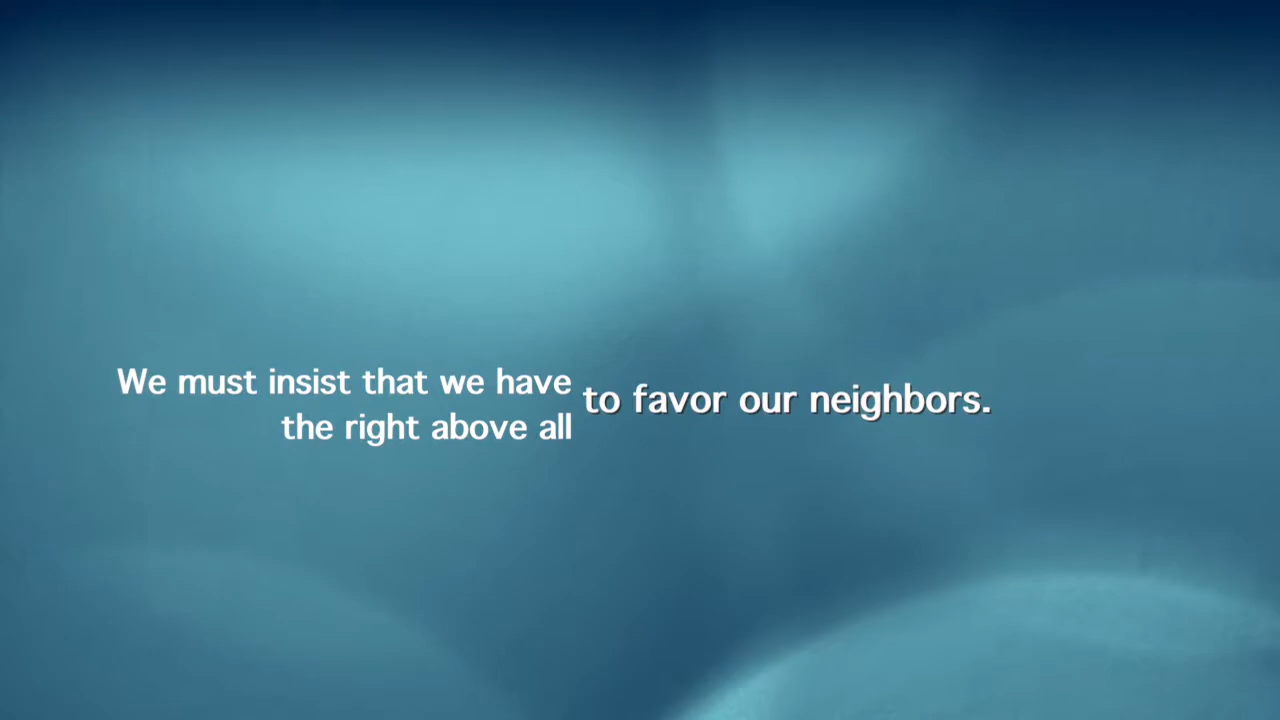 We must insist that we have
the right above all
to favor our neighbors.